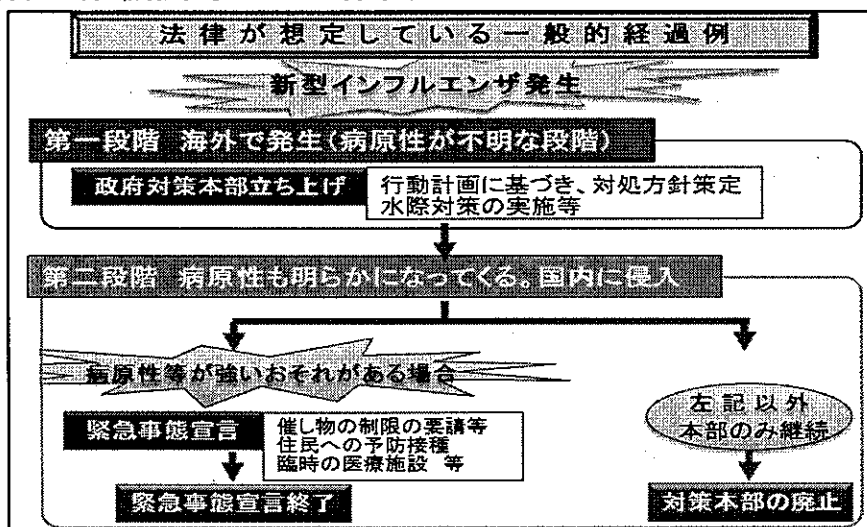 法律が想定している一般的経過例
新型インフルエンザ発生
第一段階 海外で発生(病原性が不明な段階)
政府対策本部立ち上げ
行動計画に基づき、対処方針策定
水際対策の実施等
第二段階 病原性も明らかになってくる。国内に侵入
病原性等が強いおそれがある場合
緊急事態宣言
催し物の制限の要請等
住民への予防接種
臨時の医療施設 等
緊急事態宣言終了
左記以外
本部のみ継続
対策本部の廃止